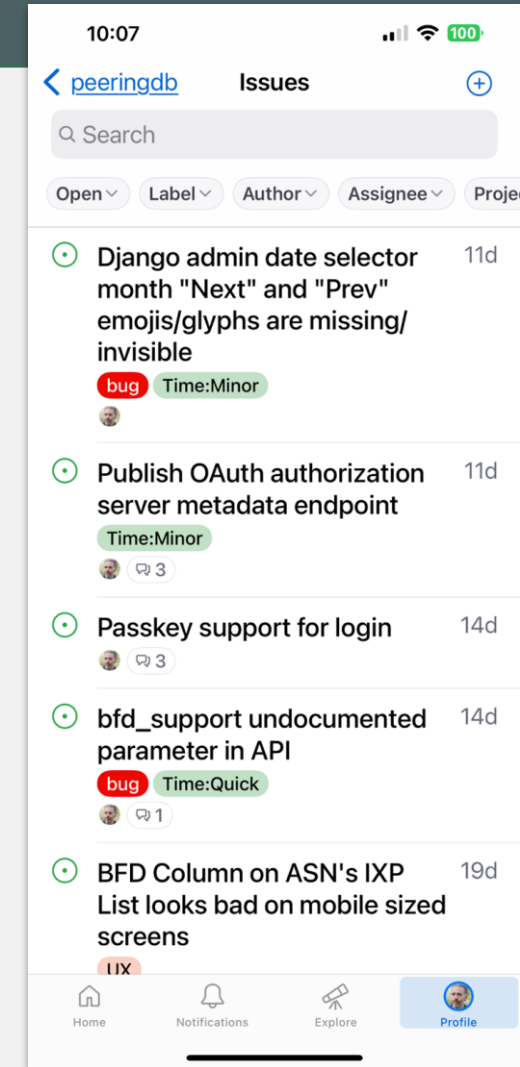 10:07
100
peeringdb
Issues
Search
Open
Label
Author
Assignee
Projec
Django admin date selector
11d
month "Next" and "Prev"
emojis/glyphs are missing/
invisible
bug
Time:Minor
Publish OAuth authorization
11d
server metadata endpoint
Time:Minor
3
Passkey support for login
14d
3
bfd_support undocumented
14d
parameter in API
bug
Time:Quick
1
BFD Column on ASN's IXP
19d
List looks bad on mobile sized
screens
UX
Home
Notifications
Explore
Profile